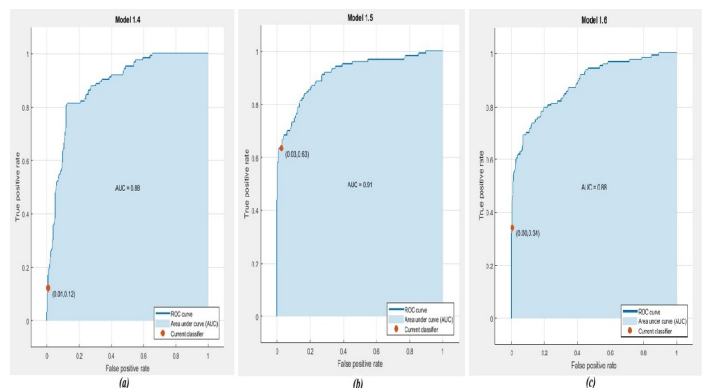 Model 1.4
True positive rate
1
0.8
0.6
0.4
0.2
0
AUC =
(0.01,0.12)
ROC curve
Area under curve (AUC)
Current classifier
0
0.2
0.4
0.6
0.8
1
False positive rate
(a)
Model 1.5
True positive rate
1
0.8
0.6
0.4
0.2
0
(0.03,0.63)
AUC = 0.91
ROC curve
Area under curve (AUC)
Current classifier
0
0.2
0.4
0.6
0.8
1
False positive rate
(b)
Model 1.6
True positive rate
1
0.8
0.6
0.4
0.2
0
AUC = 0.88
(0.00,0.34)
ROC curve
Area under curve (AUC)
Current classifier
0
0.2
0.4
0.6
0.8
1
False positive rate
(c)